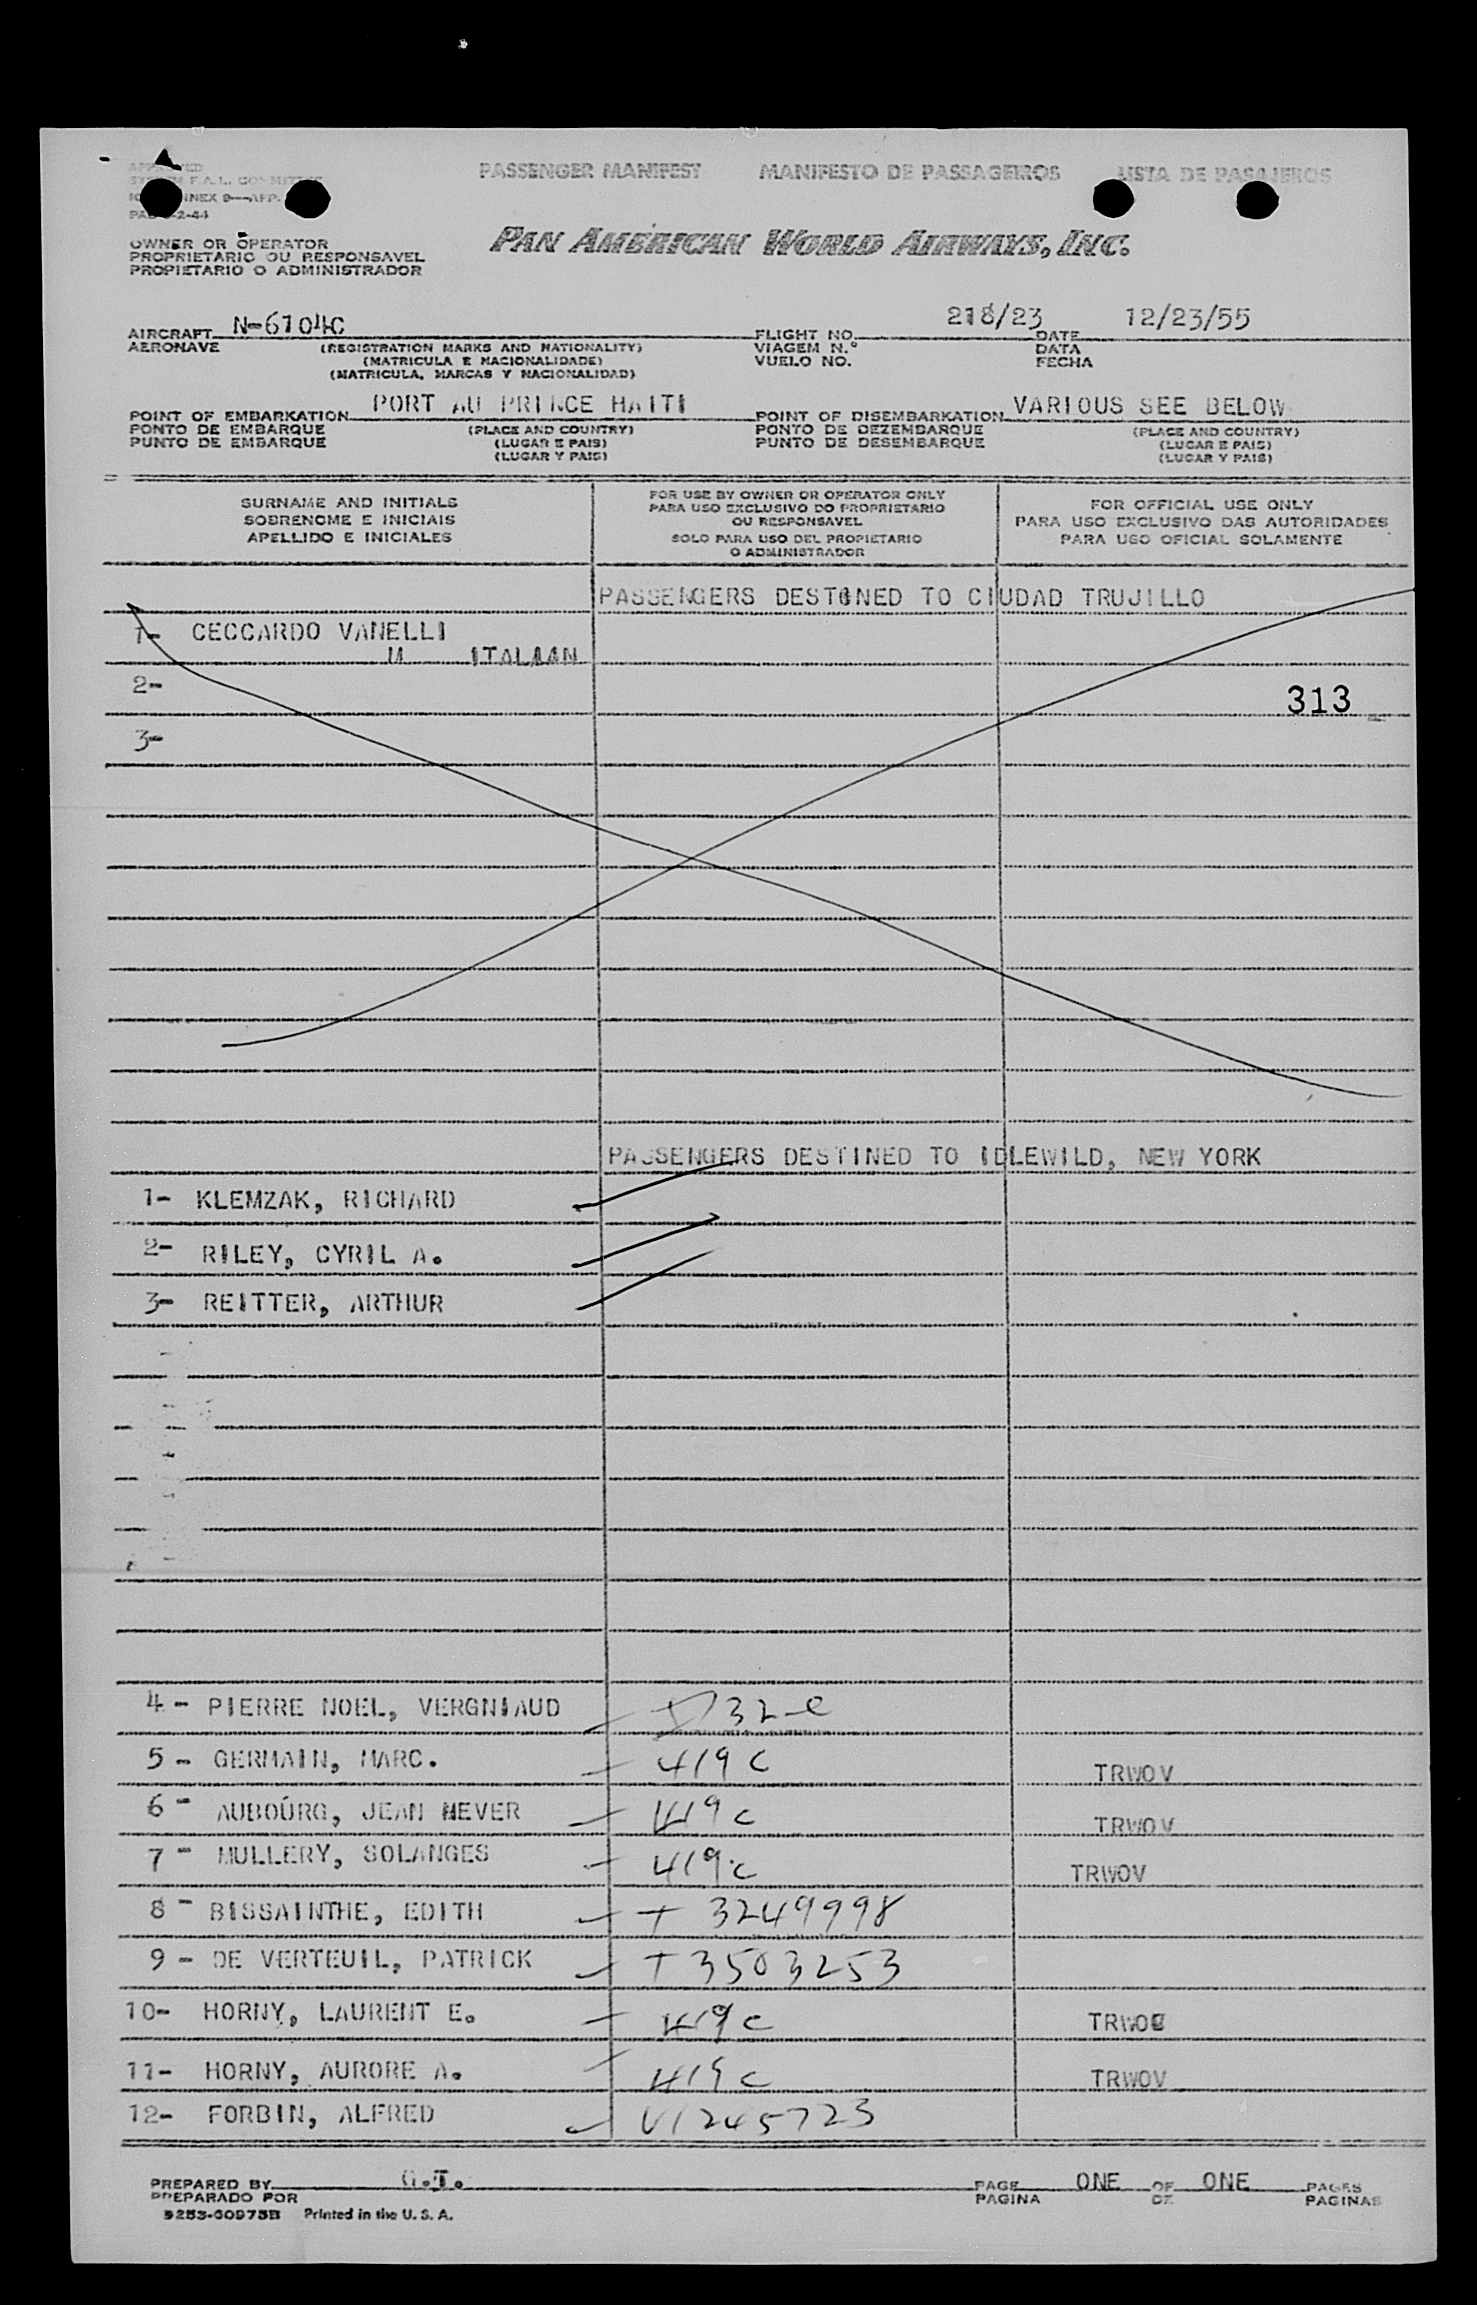 PASSENGER MANIFEST MANIFESTO DE PASSAGEIROS LISTA DE PASAJEROS
PAN AMERICAN WORLD AIRWAYS, INC.
OWNER OR OPERATOR
PROPRIETARIO OU RESPONSAVEL
PROPIETARIO O ADMINISTRADOR
AIRCRAFT N-6104C FLIGHT NO. 218/23 DATE 12/23/55
AERONAVE (REGISTRATION MARKS AND NATIONALITY) VIAGEM N.º DATA
(MATRICULA E NACIONALIDADE) VUELO NO. FECHA
(MATRICULA, MARCAS Y NACIONALIDAD)
POINT OF EMBARKATION PORT AU PRINCE HAITI POINT OF DISEMBARKATION VARIOUS SEE BELOW
PONTO DE EMBARQUE (PLACE AND COUNTRY) PONTO DE DEZEMBARQUE (PLACE AND COUNTRY)
PUNTO DE EMBARQUE (LUGAR E PAIS) PUNTO DE DESEMBARQUE (LUGAR E PAIS)
(LUGAR Y PAIS) (LUGAR Y PAIS)
SURNAME AND INITIALS FOR USE BY OWNER OR OPERATOR ONLY FOR OFFICIAL USE ONLY
SOBRENOME E INICIAIS PARA USO EXCLUSIVO DO PROPRIETARIO PARA USO EXCLUSIVO DAS AUTORIDADES
APELLIDO E INICIALES OU RESPONSAVEL PARA USO OFICIAL SOLAMENTE
SOLO PARA USO DEL PROPIETARIO
O ADMINISTRADOR
PASSENGERS DESTINED TO CIUDAD TRUJILLO
1- CECCARDO VANELLI
M ITALIAN
2-
313
3-
PASSENGERS DESTINED TO IDLEWILD, NEW YORK
1- KLEMZAK, RICHARD
2- RILEY, CYRIL A.
3- REITTER, ARTHUR
4- PIERRE NOEL, VERGNIAUD
5- GERMAIN, MARC. 419 C TRWOV
6- AUBOURG, JEAN MEVER 419 C TRWOV
7- MULLERY, SOLANGES 419 C TRWOV
8- BISSAINTHE, EDITH T 3249998
9- DE VERTEUIL, PATRICK T 3503253
10- HORNY, LAURENT E. 419 C
11- HORNY, AURORE A. 419 C TRWOV
12- FORBIN, ALFRED V1245723
PREPARED BY G.T. PAGE ONE OF ONE PAGES
PREPARADO POR PAGINA DE PAGINAS
9253-60973B Printed in the U. S. A.